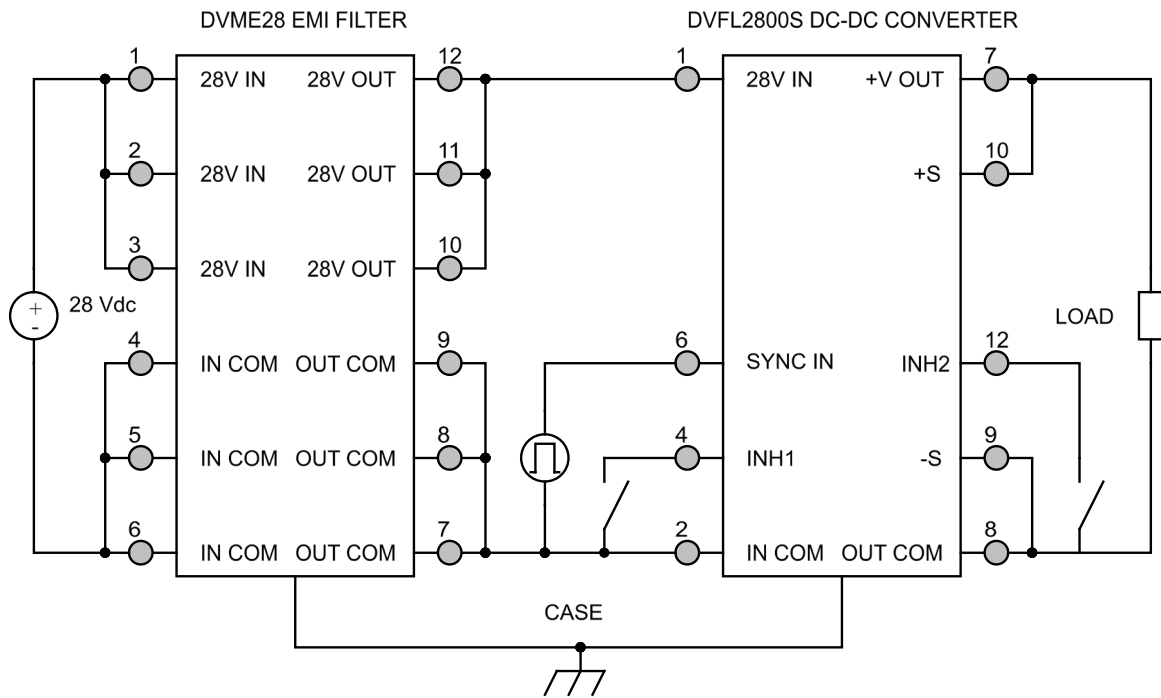 DVME28 EMI FILTER DVFL2800S DC-DC CONVERTER
1 12 1 7
28V IN 28V OUT 28V IN +V OUT
2 11 10
28V IN 28V OUT +S
3 10
28V IN 28V OUT
+ 28 Vdc LOAD
-
4 9 6 12
IN COM OUT COM SYNC IN INH2
5 8 4 9
IN COM OUT COM INH1 -S
6 7 2 8
IN COM OUT COM IN COM OUT COM
CASE